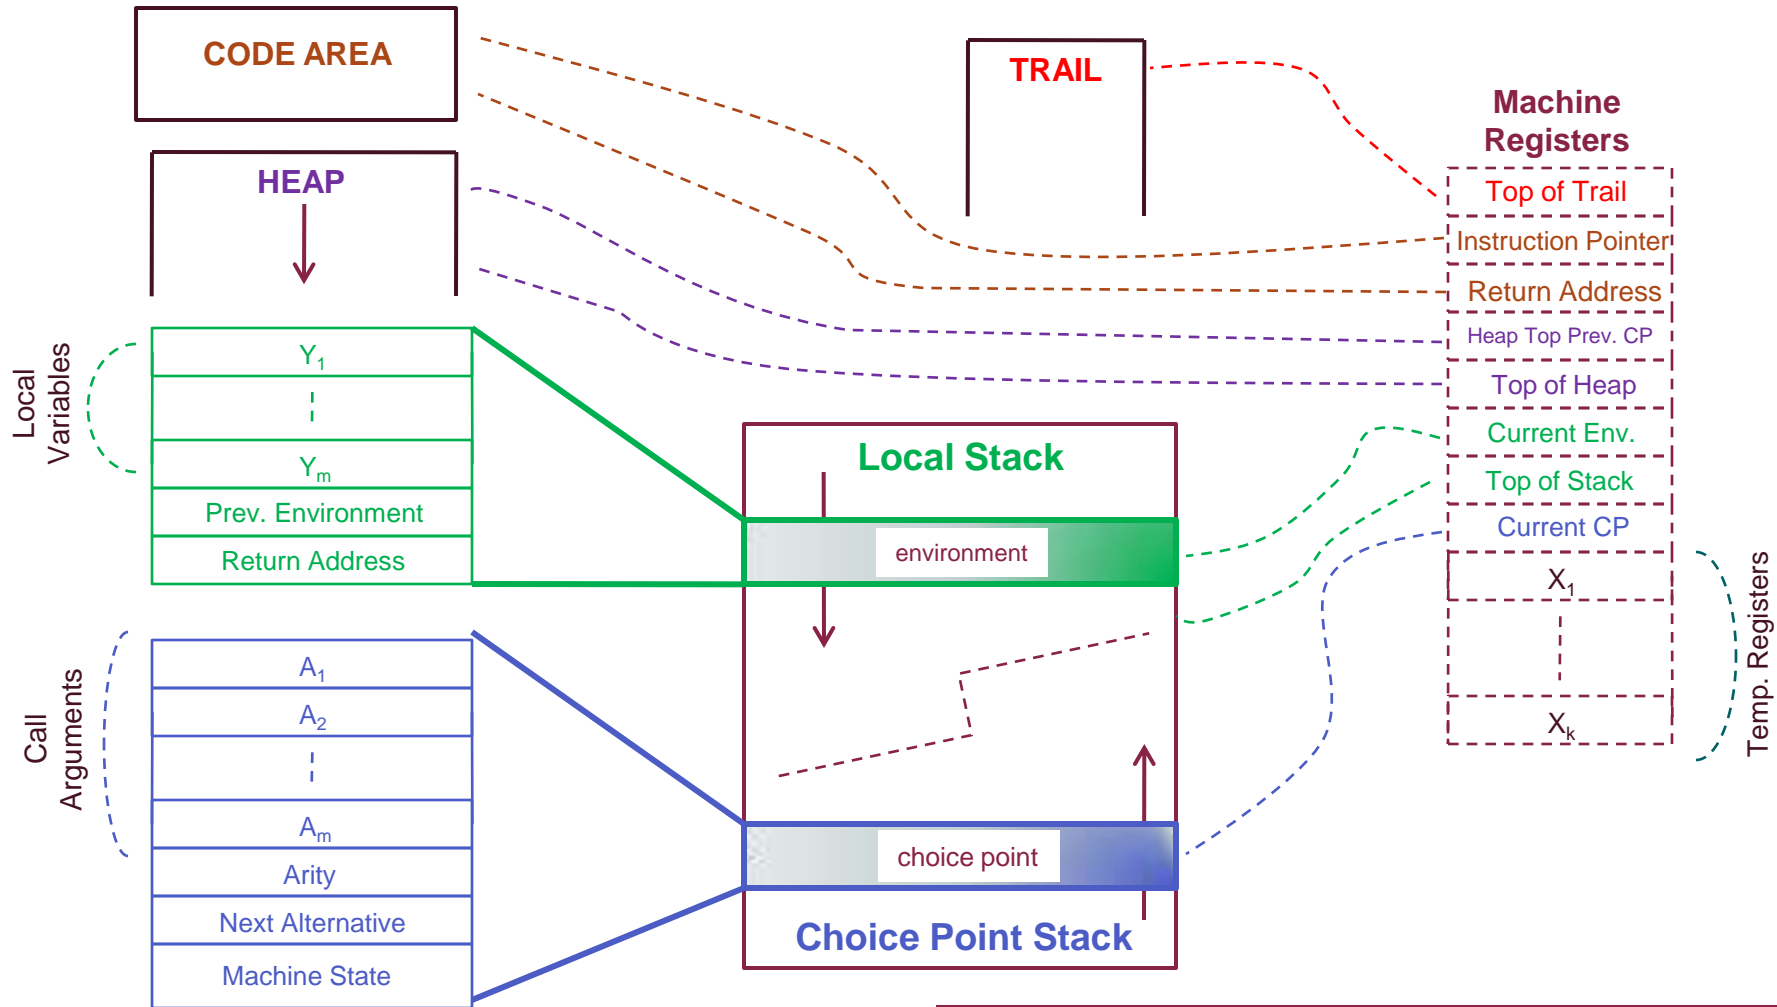 CODE AREA
TRAIL
Machine
Registers
HEAP
Top of Trail
Instruction Pointer
Return Address
Heap Top Prev. CP
Top of Heap
Current Env.
Top of Stack
Current CP
X1
Xk
Temp. Registers
Local
Variables
Y1
Ym
Prev. Environment
Return Address
Local Stack
environment
Call
Arguments
A1
A2
Am
Arity
Next Alternative
Machine State
choice point
Choice Point Stack